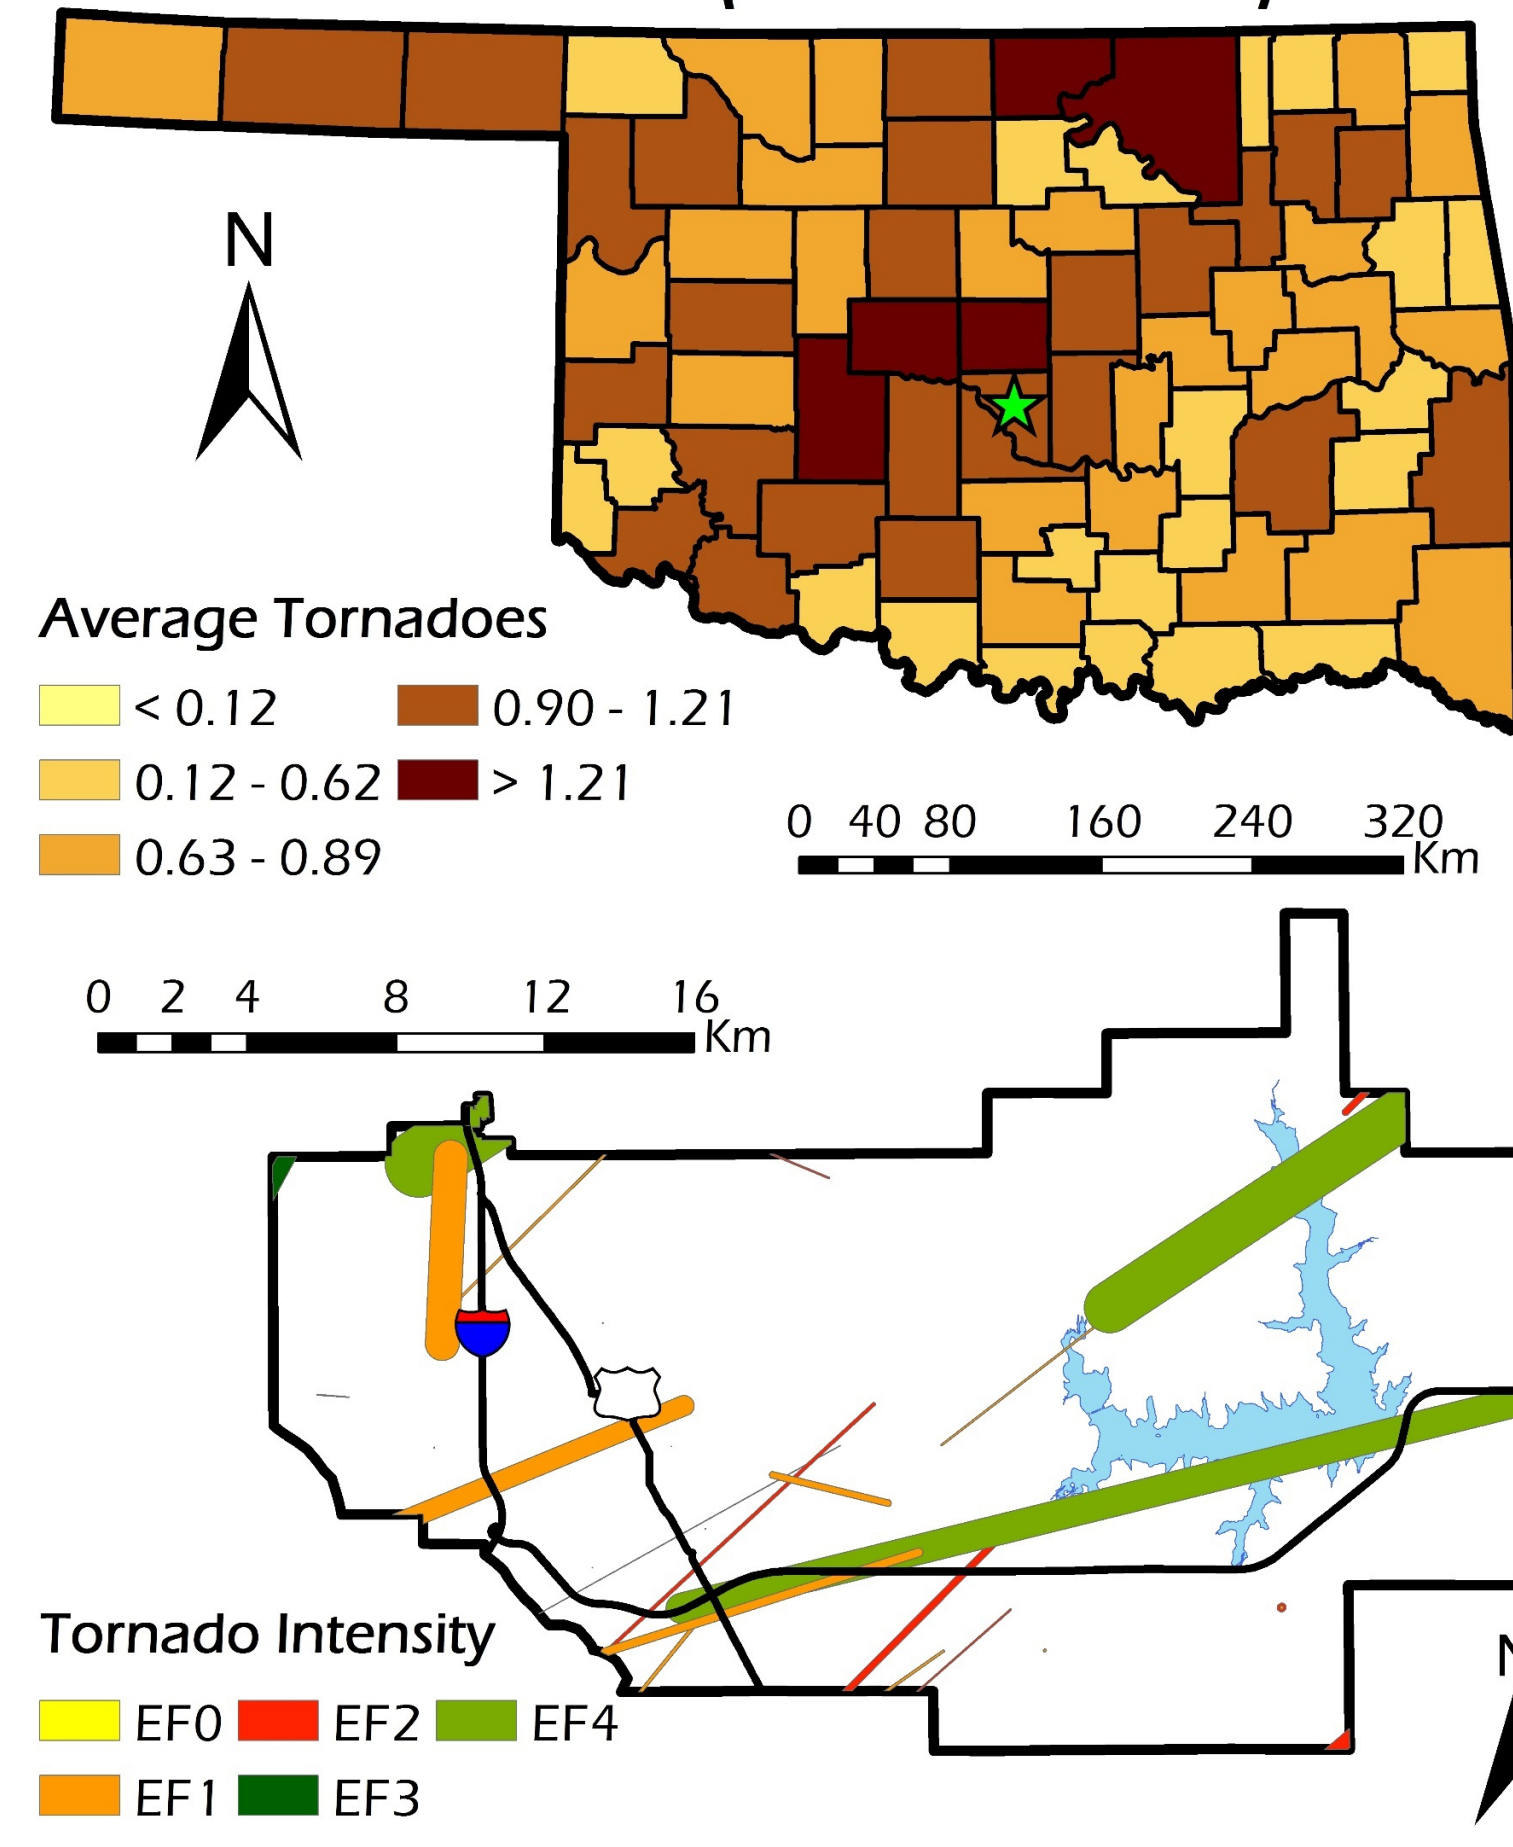 N
Average Tornadoes
< 0.12
0.90 - 1.21
0.12 - 0.62
> 1.21
0.63 - 0.89
0 40 80 160 240 320
Km
0 2 4 8 12 16
Km
Tornado Intensity
EF0
EF2
EF4
EF1
EF3